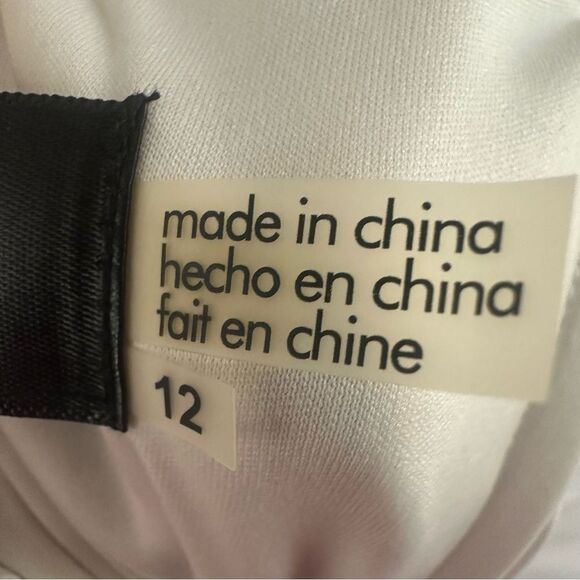 made in china
hecho en china
fait en chine
12